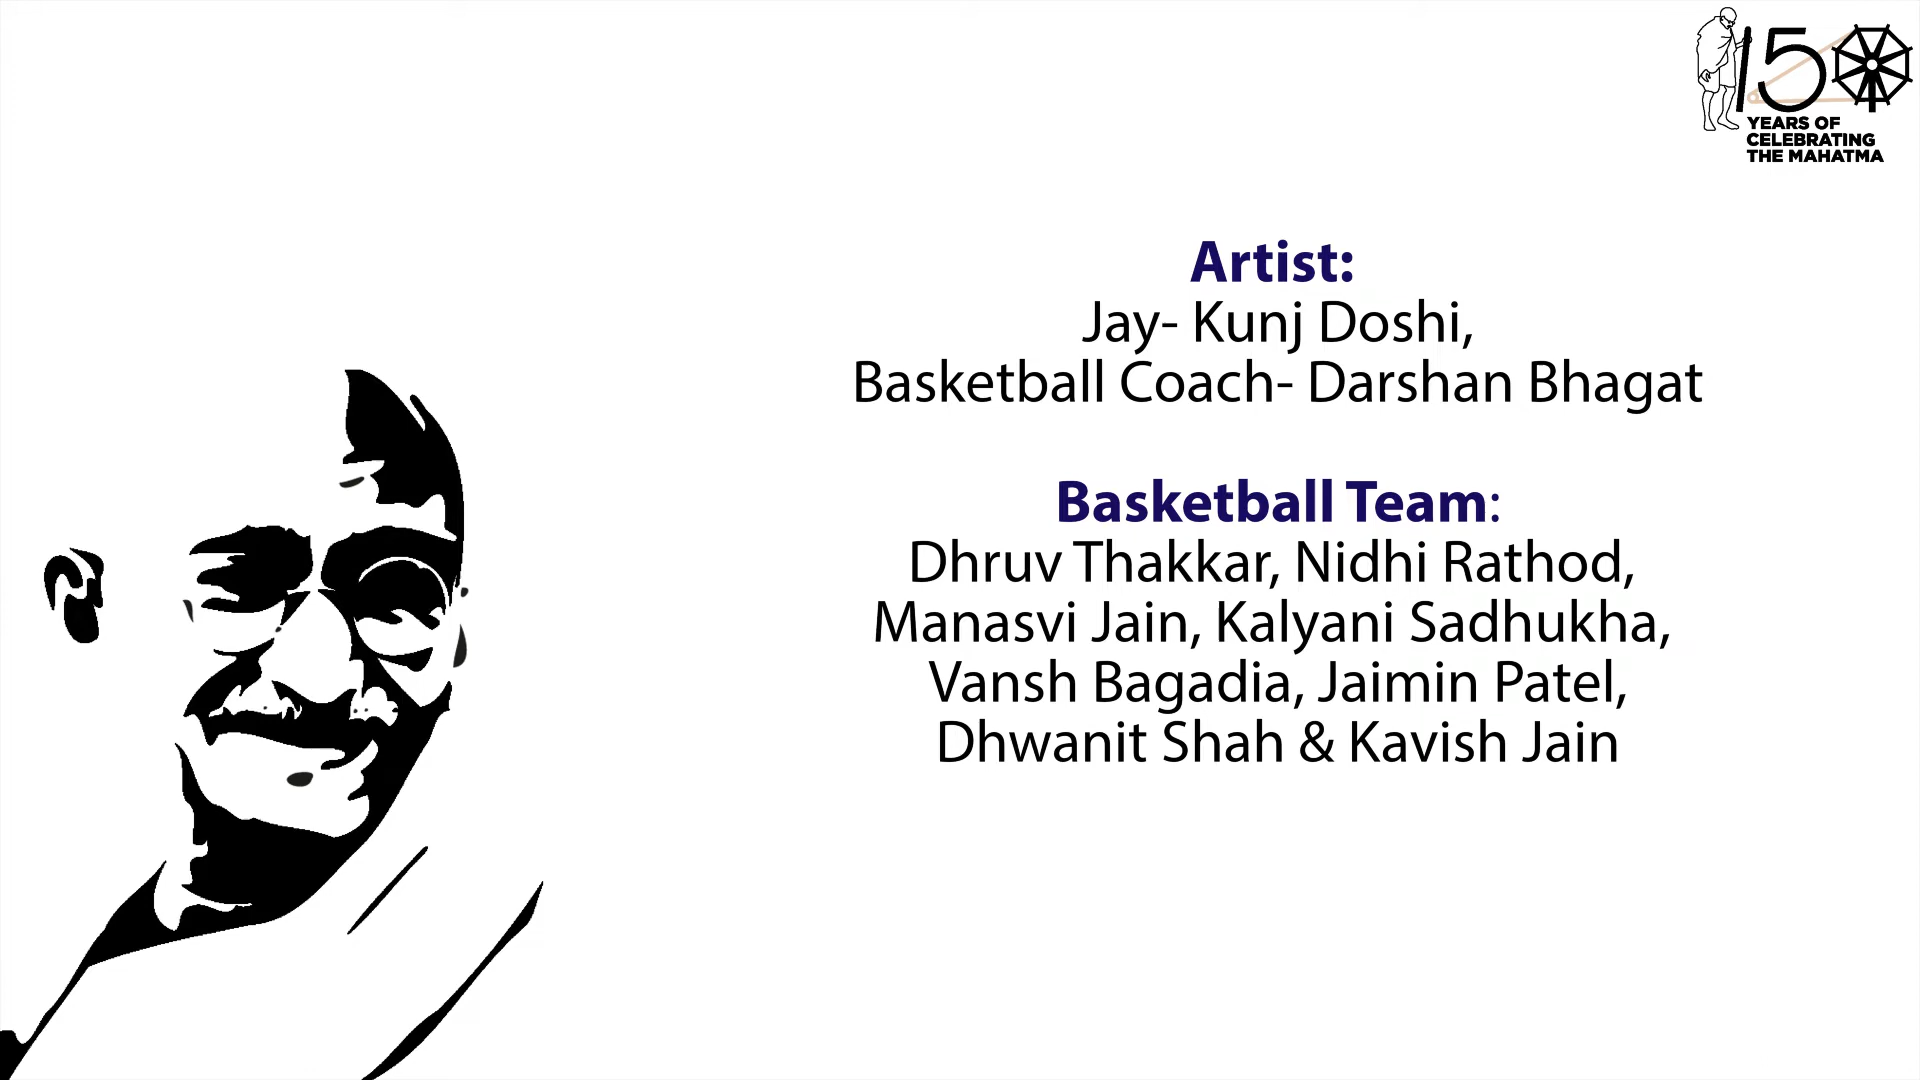 150
YEARS OF
CELEBRATING
THE MAHATMA
Artist:
Jay- Kunj Doshi,
Basketball Coach- Darshan Bhagat
Basketball Team:
Dhruv Thakkar, Nidhi Rathod,
Manasvi Jain, Kalyani Sadhukha,
Vansh Bagadia, Jaimin Patel,
Dhwanit Shah & Kavish Jain